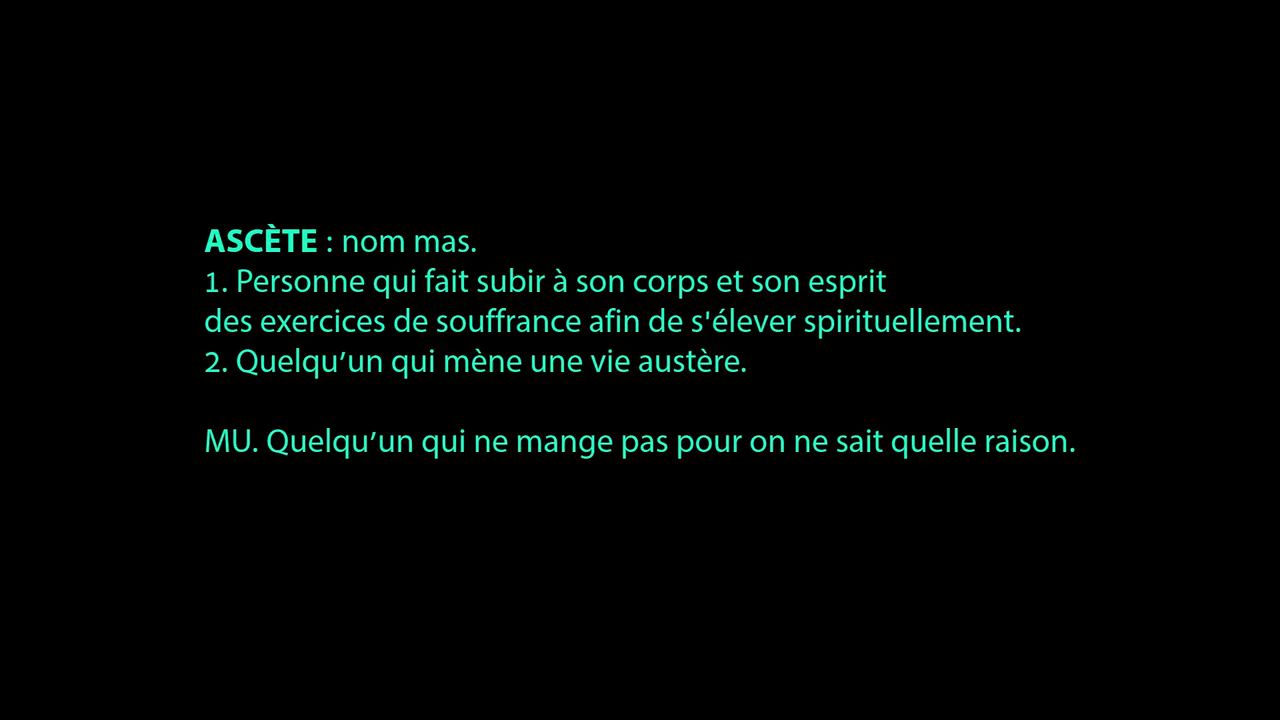 ASCÈTE : nom mas.
1. Personne qui fait subir à son corps et son esprit
des exercices de souffrance afin de s'élever spirituellement.
2. Quelqu’un qui mène une vie austère.
MU. Quelqu’un qui ne mange pas pour on ne sait quelle raison.